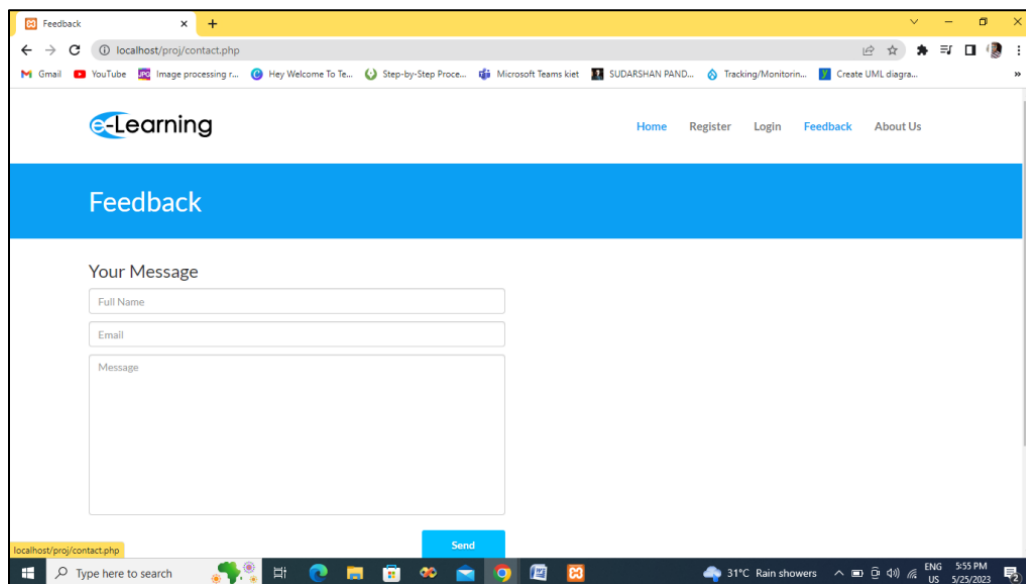 Feedback
localhost/proj/contact.php
Gmail YouTube Image processing r... Hey Welcome To Te... Step-by-Step Proce... Microsoft Teams kiet SUDARSHAN PAND... Tracking/Monitorin... Create UML diagra... »
e-Learning Home Register Login Feedback About Us
Feedback
Your Message
Full Name
Email
Message
Send
localhost/proj/contact.php
Type here to search 31°C Rain showers ENG US 5:55 PM 5/25/2023